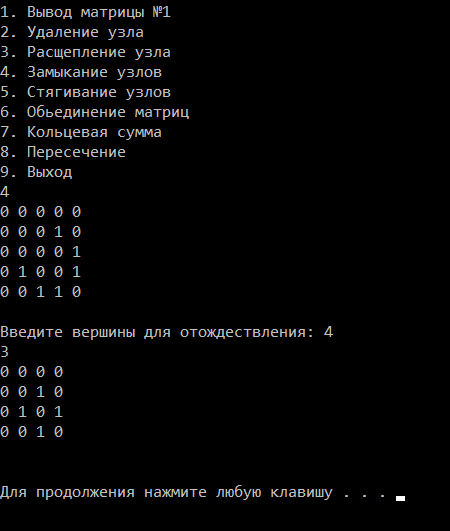 1. Вывод матрицы №1
2. Удаление узла
3. Расщепление узла
4. Замыкание узлов
5. Стягивание узлов
6. Обьединение матриц
7. Кольцевая сумма
8. Пересечение
9. Выход
4
0 0 0 0 0
0 0 0 1 0
0 0 0 0 1
0 1 0 0 1
0 0 1 1 0
Введите вершины для отождествления: 4
3
0 0 0 0
0 0 1 0
0 1 0 1
0 0 1 0
Для продолжения нажмите любую клавишу . . .